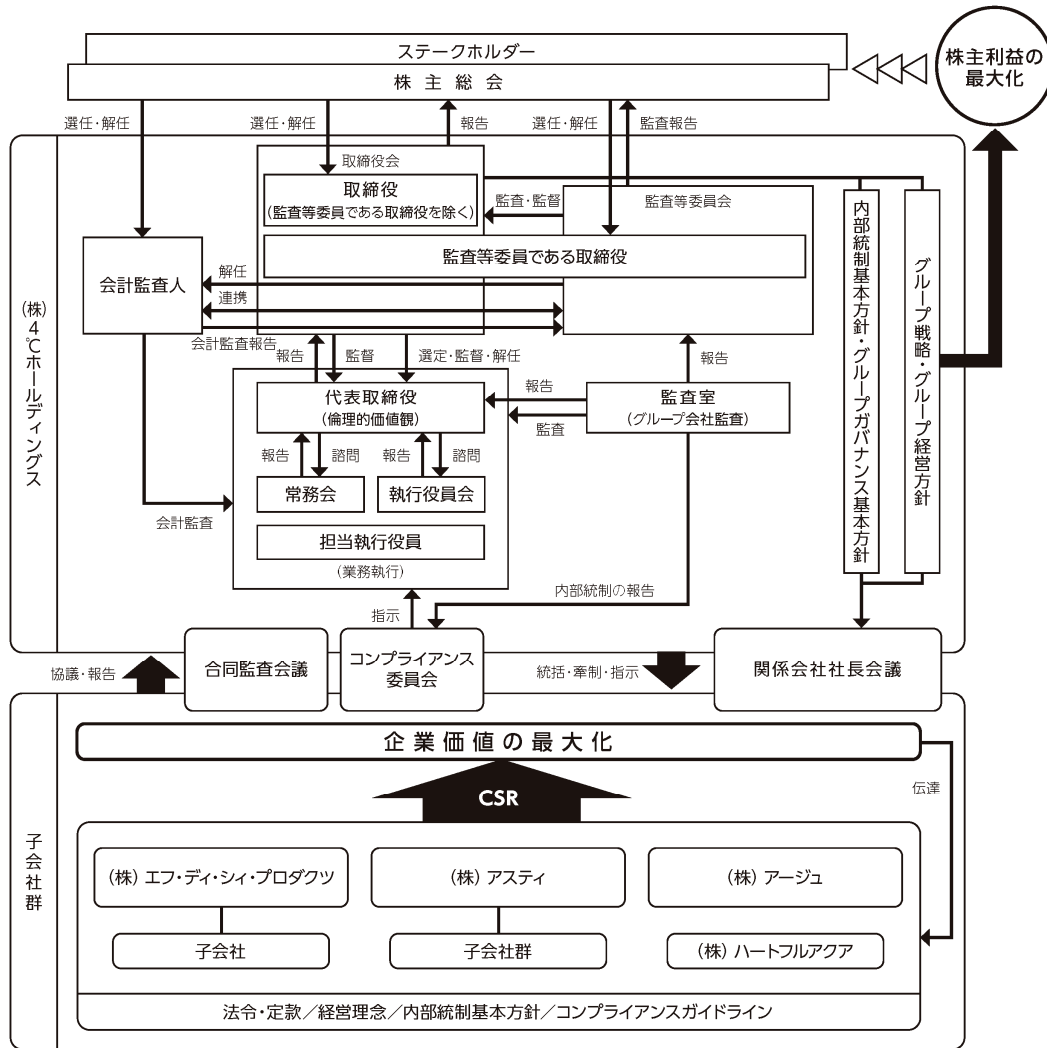 ステークホルダー
株主総会
株主利益の
最大化
選任・解任
選任・解任
報告
選任・解任
監査報告
(株)4℃ホールディングス
取締役会
取締役
(監査等委員である取締役を除く)
監査・監督
監査等委員会
監査等委員である取締役
会計監査人
解任
連携
会計監査報告
報告
監督
選定・監督・解任
報告
内部統制基本方針・グループガバナンス基本方針
グループ戦略・グループ経営方針
代表取締役
(倫理的価値観)
報告
監査
監査室
(グループ会社監査)
報告
諮問
報告
諮問
常務会
執行役員会
会計監査
担当執行役員
(業務執行)
指示
内部統制の報告
協議・報告
合同監査会議
コンプライアンス
委員会
統括・牽制・指示
関係会社社長会議
子会社群
企業価値の最大化
CSR
伝達
(株)エフ・ディ・シィ・プロダクツ
(株)アスティ
(株)アージュ
子会社
子会社群
(株)ハートフルアクア
法令・定款／経営理念／内部統制基本方針／コンプライアンスガイドライン